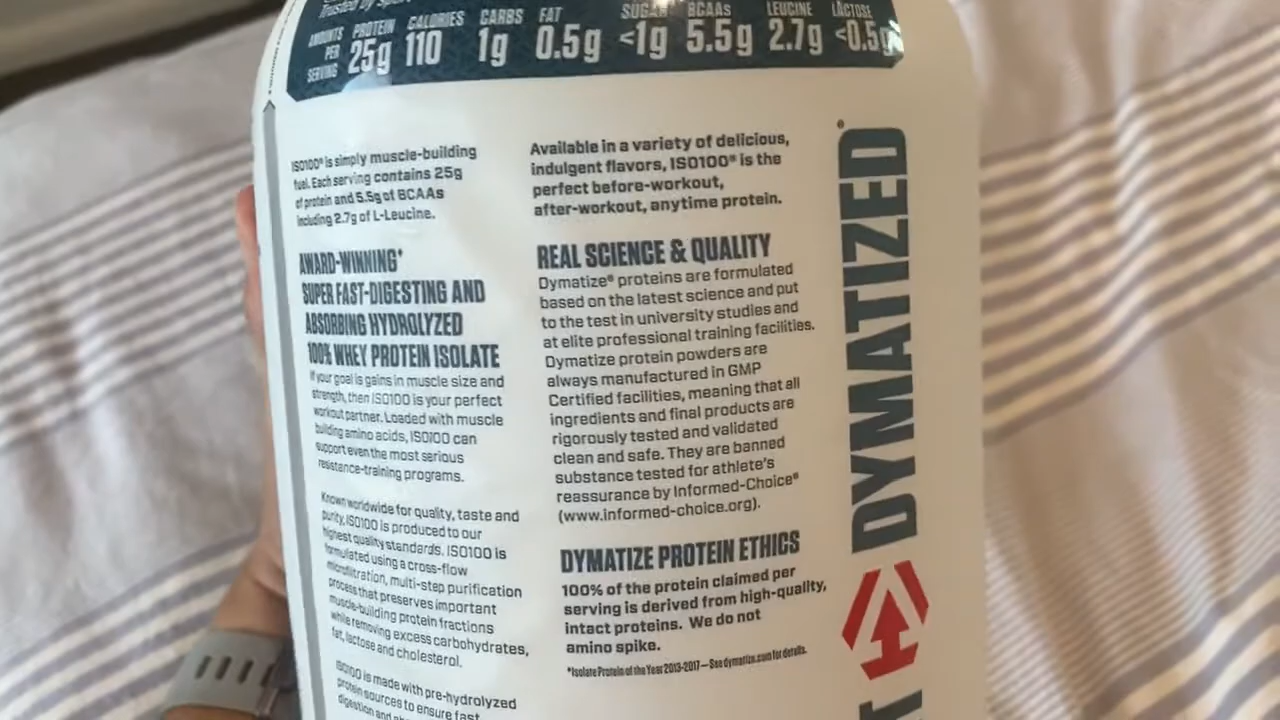 Trusted by
AMOUNTS PER SERVING
PROTEIN 25g
CALORIES 110
CARBS 1g
FAT 0.5g
SUGAR <1g
BCAAs 5.5g
LEUCINE 2.7g
LACTOSE <0.5g
ISO100® is simply muscle-building
fuel. Each serving contains 25g
of protein and 5.5g of BCAAs
including 2.7g of L-Leucine.
AWARD-WINNING*
SUPER FAST-DIGESTING AND
ABSORBING HYDROLYZED
100% WHEY PROTEIN ISOLATE
If your goal is gains in muscle size and
strength, then ISO100 is your perfect
workout partner. Loaded with muscle
building amino acids, ISO100 can
support even the most serious
resistance-training programs.
Known worldwide for quality, taste and
purity, ISO100 is produced to our
highest quality standards. ISO100 is
formulated using a cross-flow
microfiltration, multi-step purification
process that preserves important
muscle-building protein fractions
while removing excess carbohydrates,
fat, lactose and cholesterol.
ISO100 is made with pre-hydrolyzed
protein sources to ensure fast
digestion and
Available in a variety of delicious,
indulgent flavors, ISO100® is the
perfect before-workout,
after-workout, anytime protein.
REAL SCIENCE & QUALITY
Dymatize® proteins are formulated
based on the latest science and put
to the test in university studies and
at elite professional training facilities.
Dymatize protein powders are
always manufactured in GMP
Certified facilities, meaning that all
ingredients and final products are
rigorously tested and validated
clean and safe. They are banned
substance tested for athlete's
reassurance by Informed-Choice®
(www.informed-choice.org).
DYMATIZE PROTEIN ETHICS
100% of the protein claimed per
serving is derived from high-quality,
intact proteins. We do not
amino spike.
*Isolate Protein of the Year 2013-2017—See dymatize.com for details.
DYMATIZED®